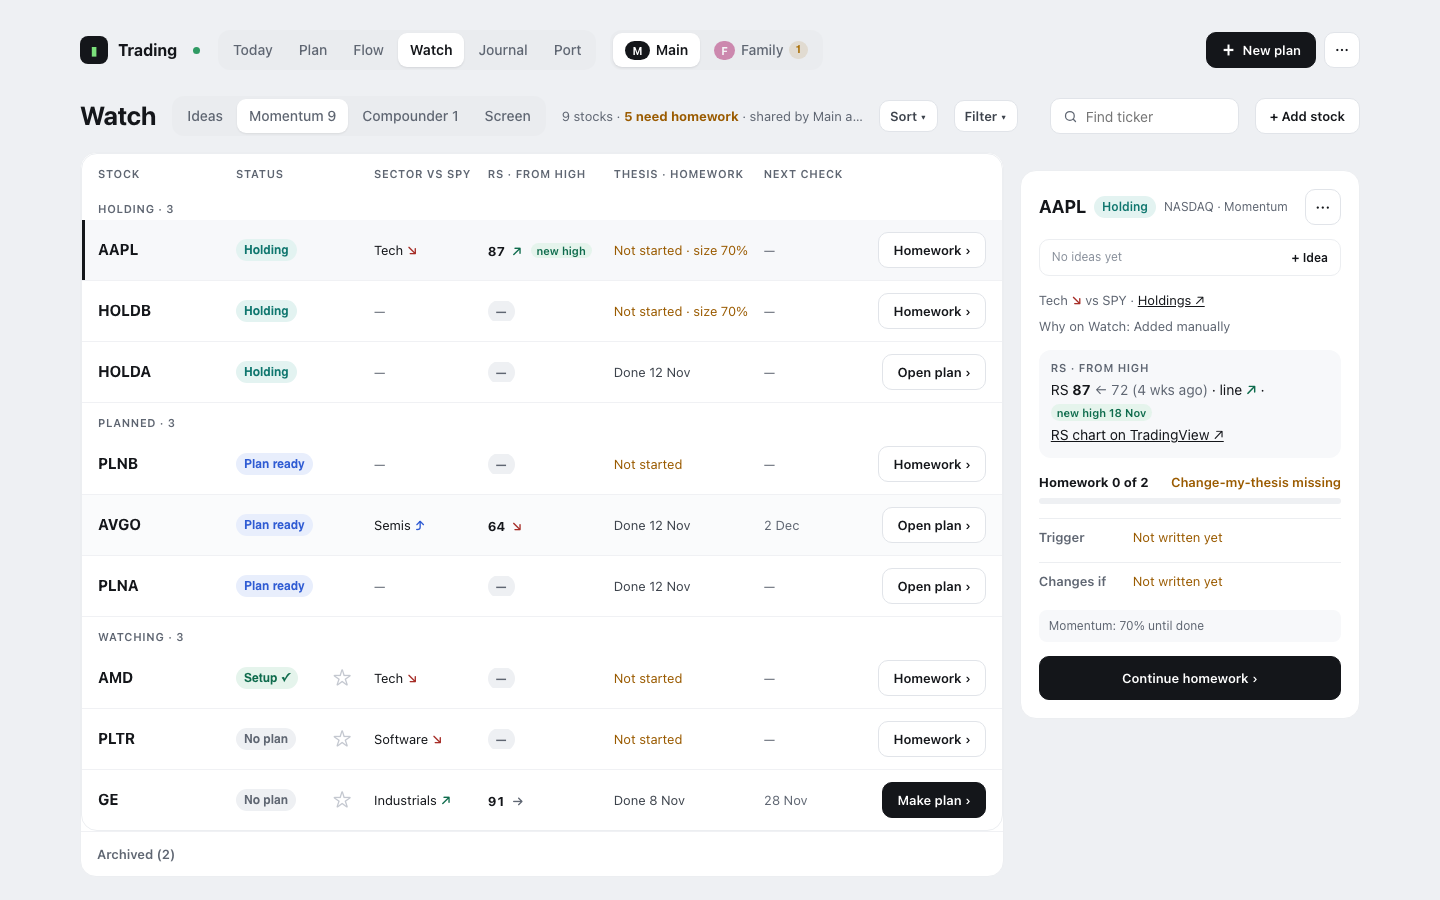 Trading Today Plan Flow Watch Journal Port M Main F Family 1 + New plan ...
Watch Ideas Momentum 9 Compounder 1 Screen 9 stocks · 5 need homework · shared by Main a... Sort ▾ Filter ▾ Find ticker + Add stock
STOCK STATUS SECTOR VS SPY RS · FROM HIGH THESIS · HOMEWORK NEXT CHECK
HOLDING · 3
AAPL Holding Tech ↘ 87 ↗ new high Not started · size 70% — Homework ›
HOLDB Holding — — Not started · size 70% — Homework ›
HOLDA Holding — — Done 12 Nov — Open plan ›
PLANNED · 3
PLNB Plan ready — — Not started — Homework ›
AVGO Plan ready Semis ⤴ 64 ↘ Done 12 Nov 2 Dec Open plan ›
PLNA Plan ready — — Done 12 Nov — Open plan ›
WATCHING · 3
AMD Setup ✓ ☆ Tech ↘ — Not started — Homework ›
PLTR No plan ☆ Software ↘ — Not started — Homework ›
GE No plan ☆ Industrials ↗ 91 → Done 8 Nov 28 Nov Make plan ›
Archived (2)
AAPL Holding NASDAQ · Momentum ...
No ideas yet + Idea
Tech ↘ vs SPY · Holdings ↗
Why on Watch: Added manually
RS · FROM HIGH
RS 87 ← 72 (4 wks ago) · line ↗ ·
new high 18 Nov
RS chart on TradingView ↗
Homework 0 of 2 Change-my-thesis missing
Trigger Not written yet
Changes if Not written yet
Momentum: 70% until done
Continue homework ›